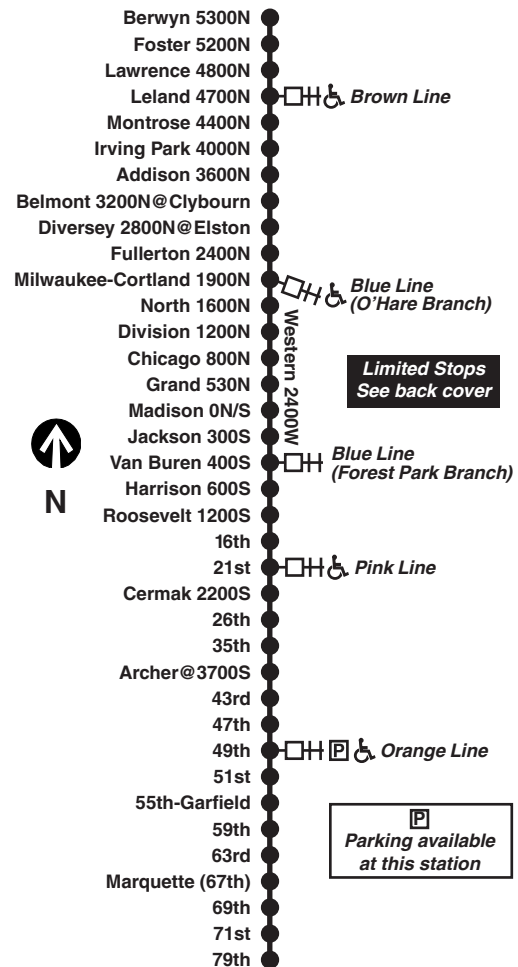 Berwyn 5300N
Foster 5200N
Lawrence 4800N
Leland 4700N
Brown Line
Montrose 4400N
Irving Park 4000N
Addison 3600N
Belmont 3200N@Clybourn
Diversey 2800N@Elston
Fullerton 2400N
Milwaukee-Cortland 1900N
Blue Line
(O'Hare Branch)
North 1600N
Division 1200N
Western 2400W
Chicago 800N
Limited Stops
See back cover
Grand 530N
Madison 0N/S
Jackson 300S
N
Van Buren 400S
Blue Line
(Forest Park Branch)
Harrison 600S
Roosevelt 1200S
16th
21st
Pink Line
Cermak 2200S
26th
35th
Archer@3700S
43rd
47th
49th
P
Orange Line
51st
55th-Garfield
59th
63rd
P
Parking available
at this station
Marquette (67th)
69th
71st
79th